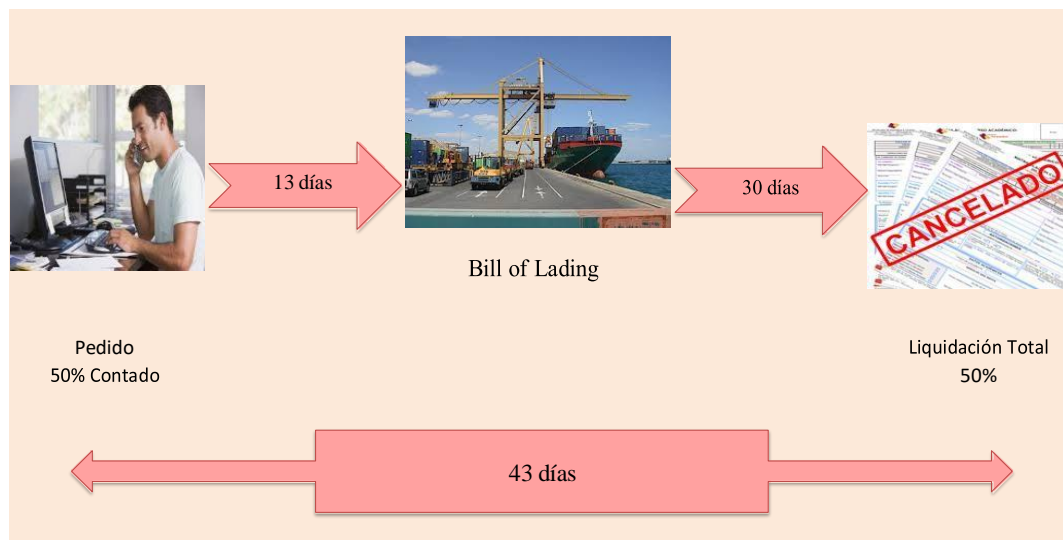 13 días
30 días
CANCELADO
Bill of Lading
Pedido
50% Contado
Liquidación Total
50%
43 días